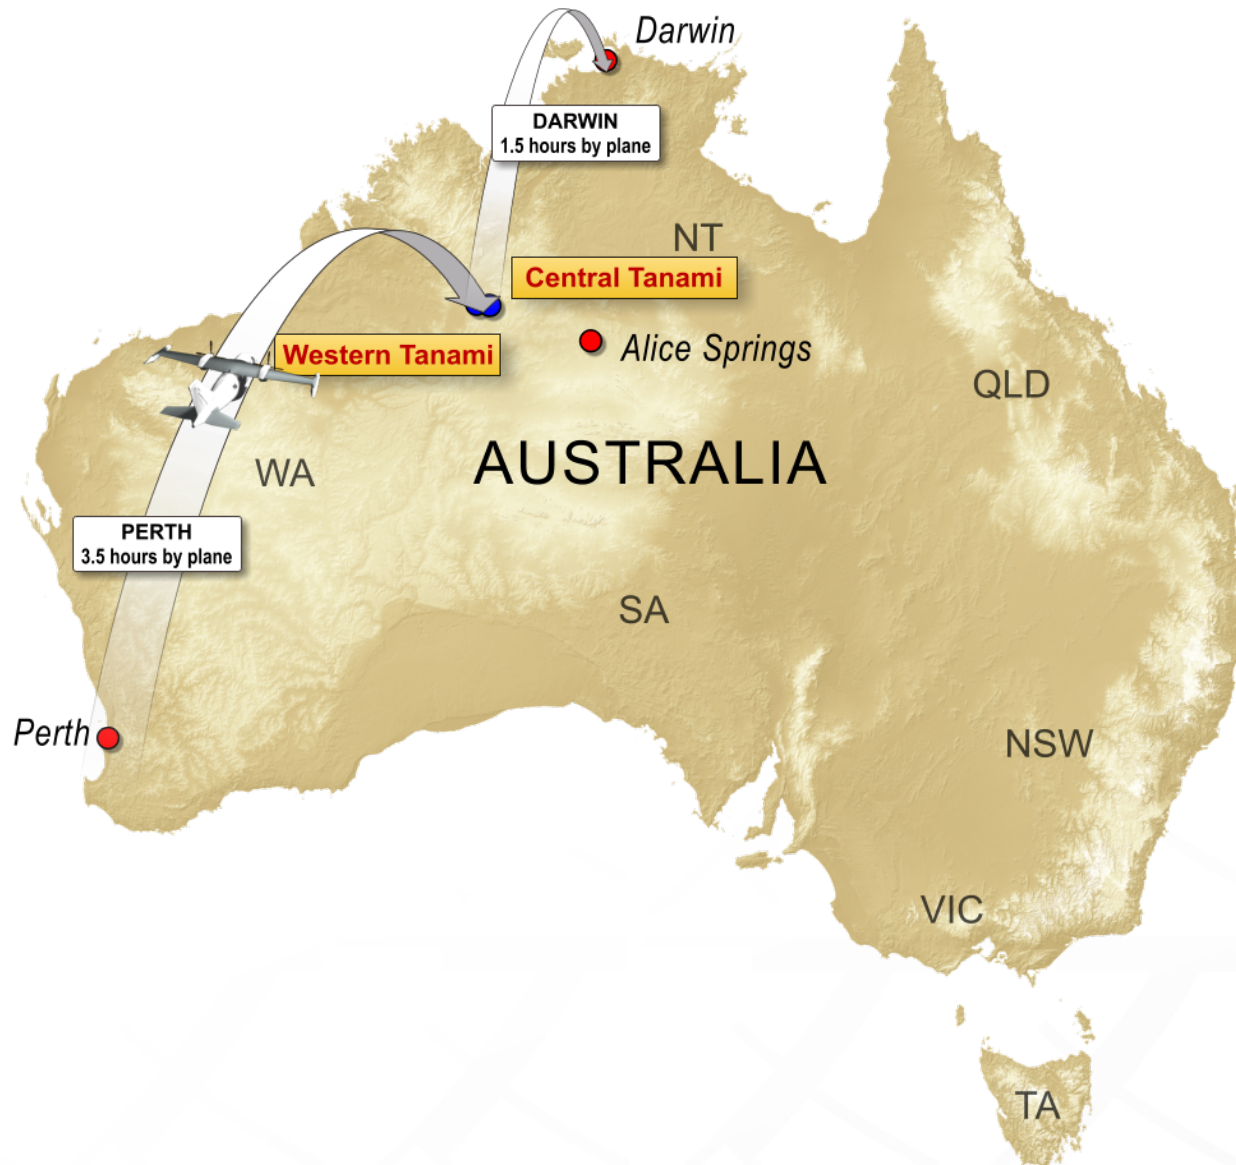 Darwin
DARWIN
1.5 hours by plane
NT
Central Tanami
Western Tanami
Alice Springs
QLD
AUSTRALIA
WA
PERTH
3.5 hours by plane
SA
Perth
NSW
VIC
TA